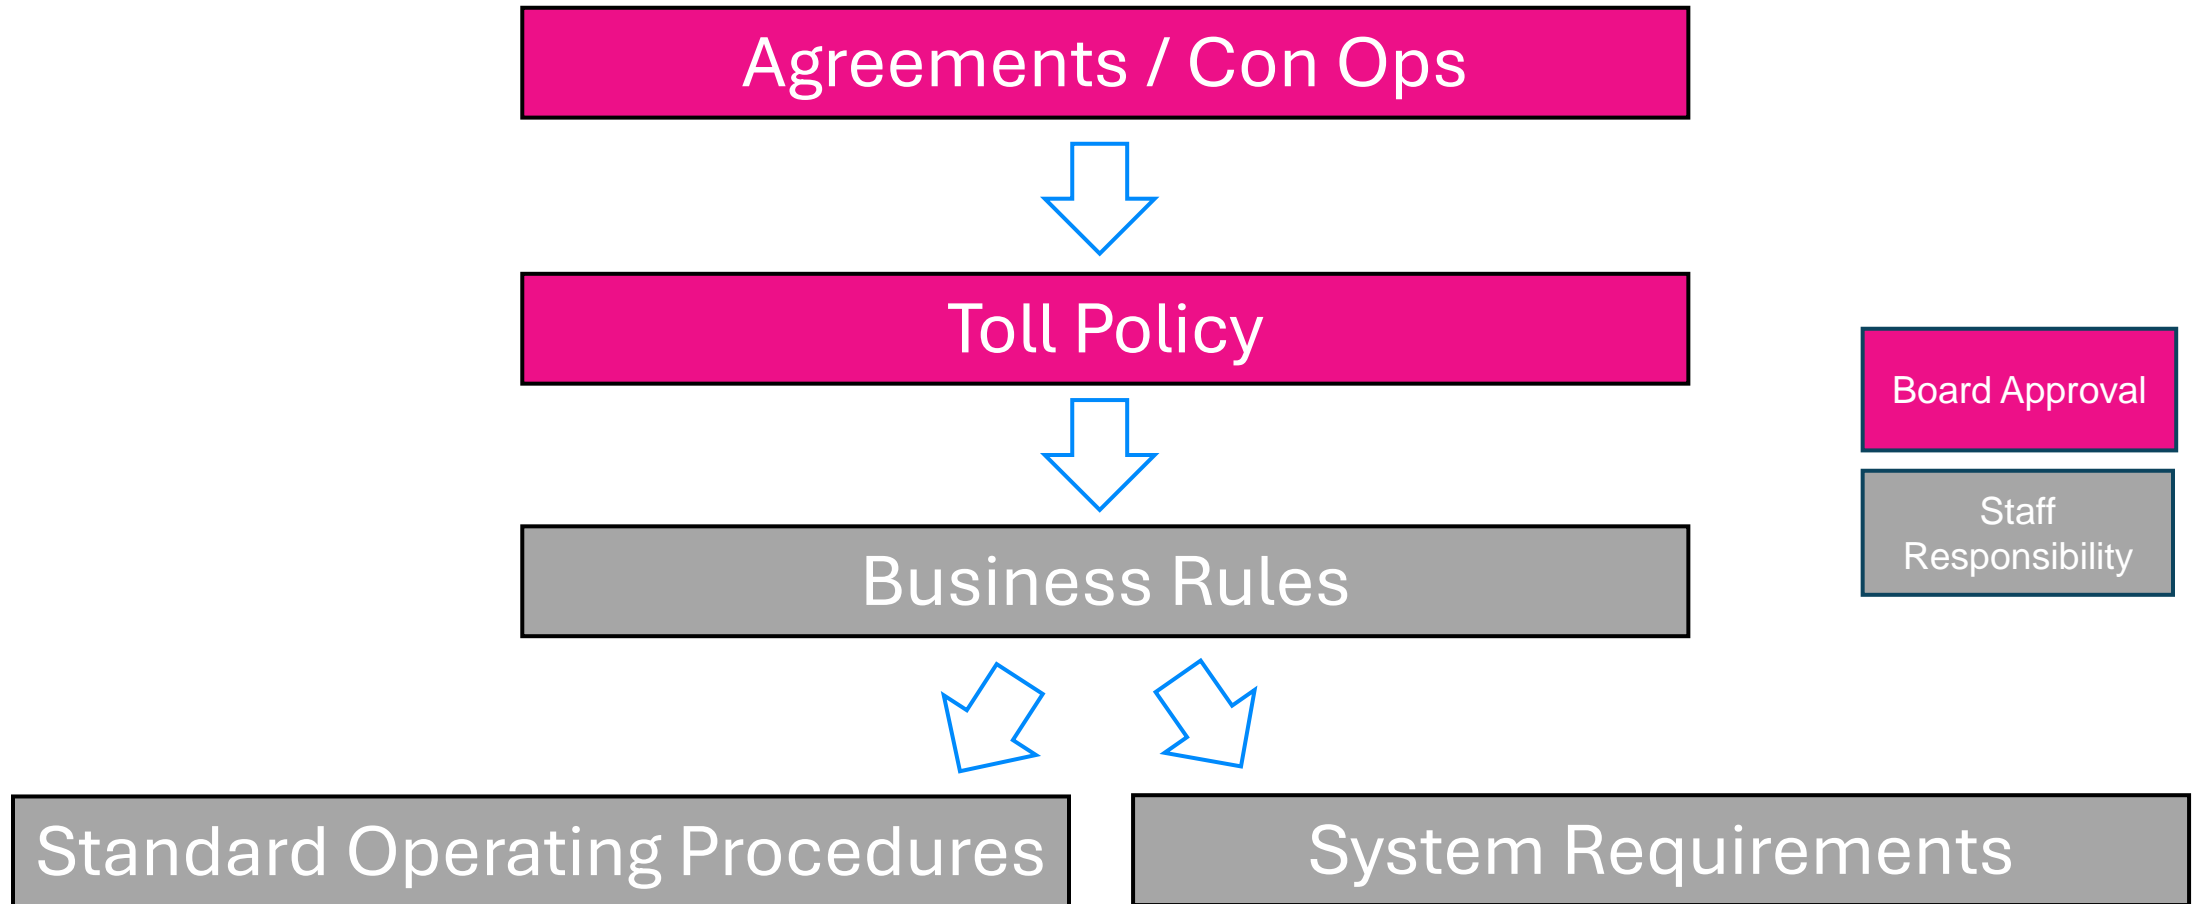 Agreements / Con Ops
Toll Policy
Board Approval
Staff
Responsibility
Business Rules
Standard Operating Procedures
System Requirements